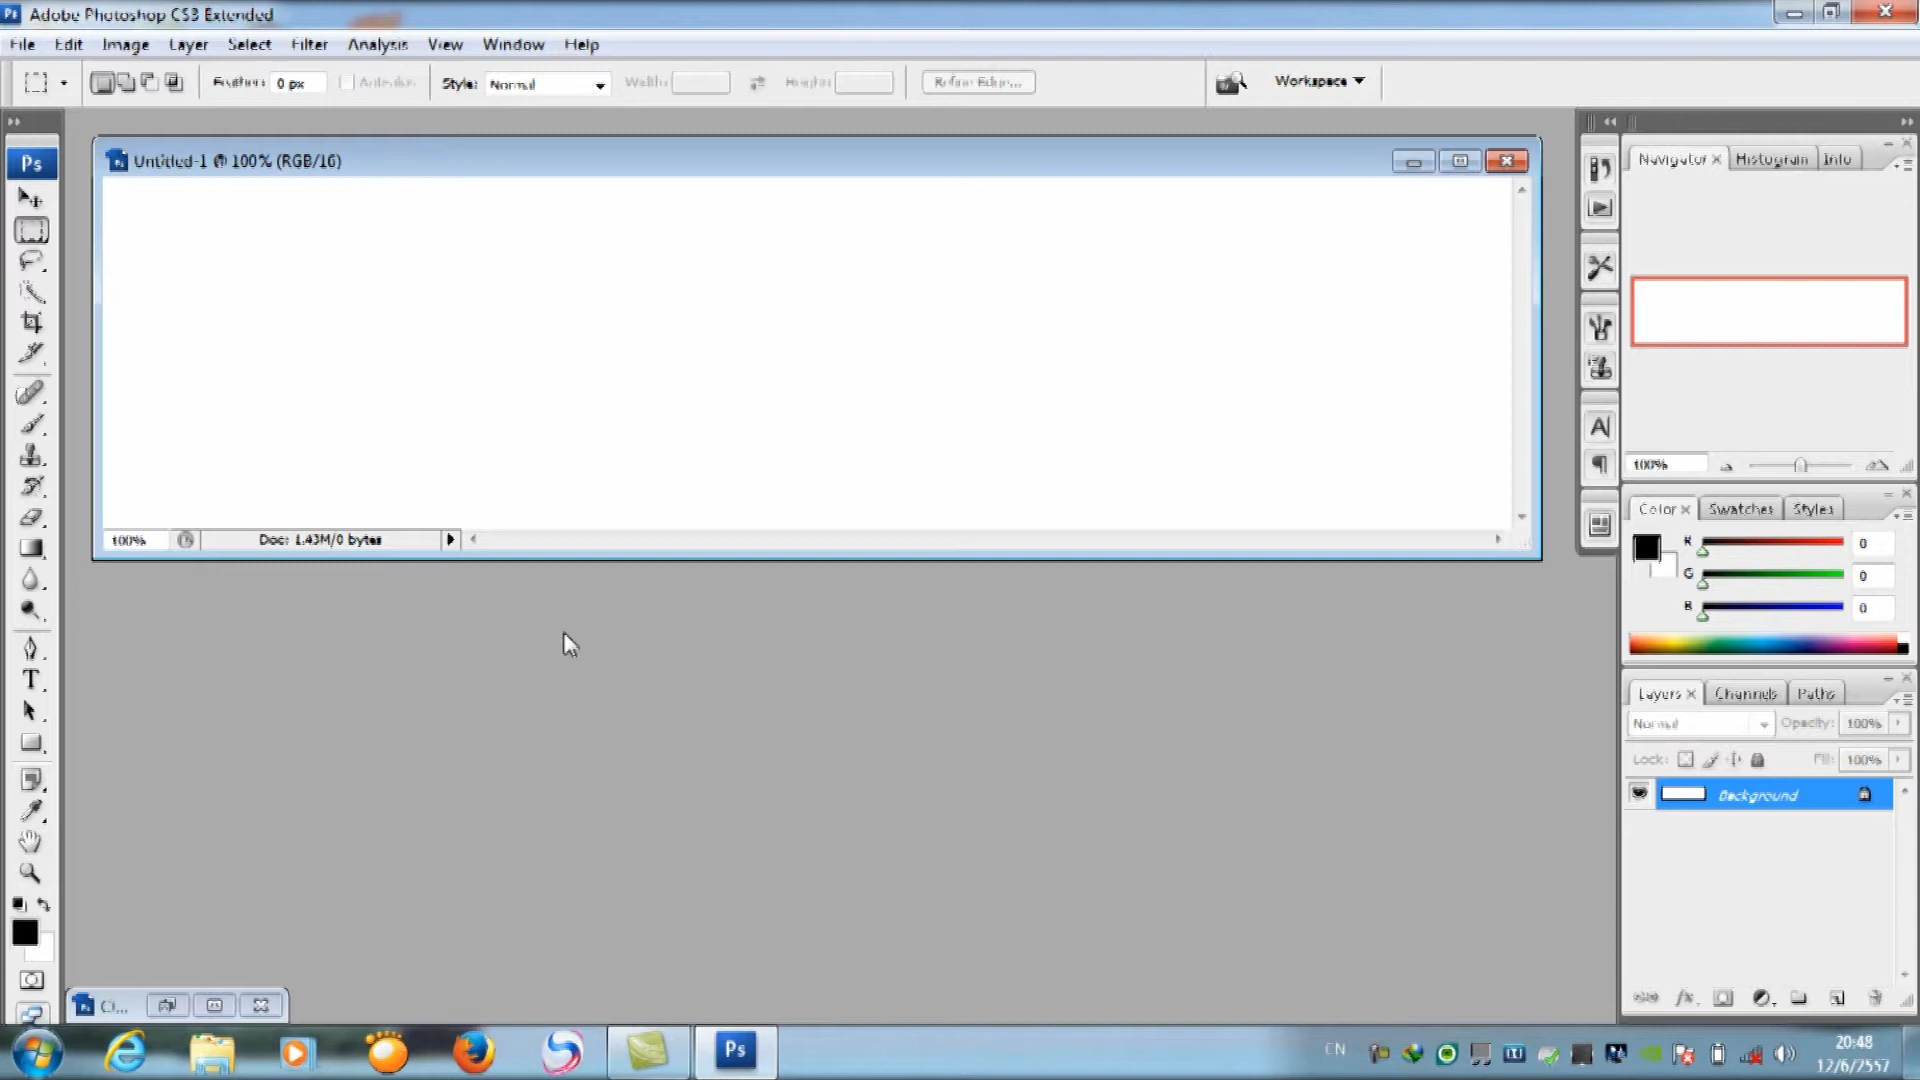 Adobe Photoshop CS3 Extended
File Edit Image Layer Select Filter Analysis View Window Help
Feather: 0 px Anti-alias Style: Normal Width: Height: Refine Edge... Workspace
Ps
Untitled-1 @ 100% (RGB/16)
100% Doc: 1.43M/0 bytes
Navigator Histogram Info
100%
Color Swatches Styles
R 0
G 0
B 0
Layers Channels Paths
Normal Opacity: 100%
Lock: Fill: 100%
Background
T
A
Ps
EN
20:48
12/6/2557